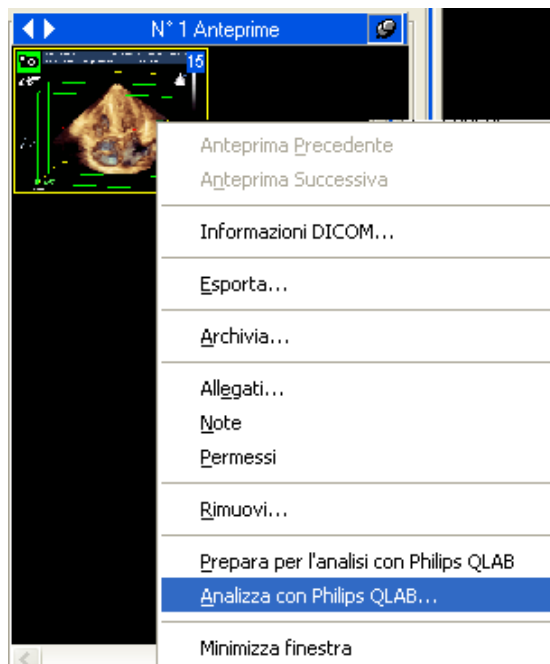 N° 1 Anteprime
15
Anteprima Precedente
Anteprima Successiva
Informazioni DICOM...
Esporta...
Archivia...
Allegati...
Note
Permessi
Rimuovi...
Prepara per l'analisi con Philips QLAB
Analizza con Philips QLAB...
Minimizza finestra